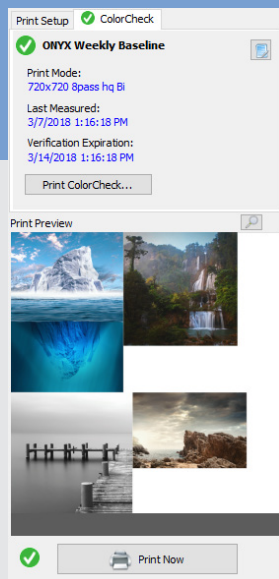 Print Setup
ColorCheck
ONYX Weekly Baseline
Print Mode:
720x720 8pass hq Bi
Last Measured:
3/7/2018 1:16:18 PM
Verification Expiration:
3/14/2018 1:16:18 PM
Print ColorCheck...
Print Preview
Print Now